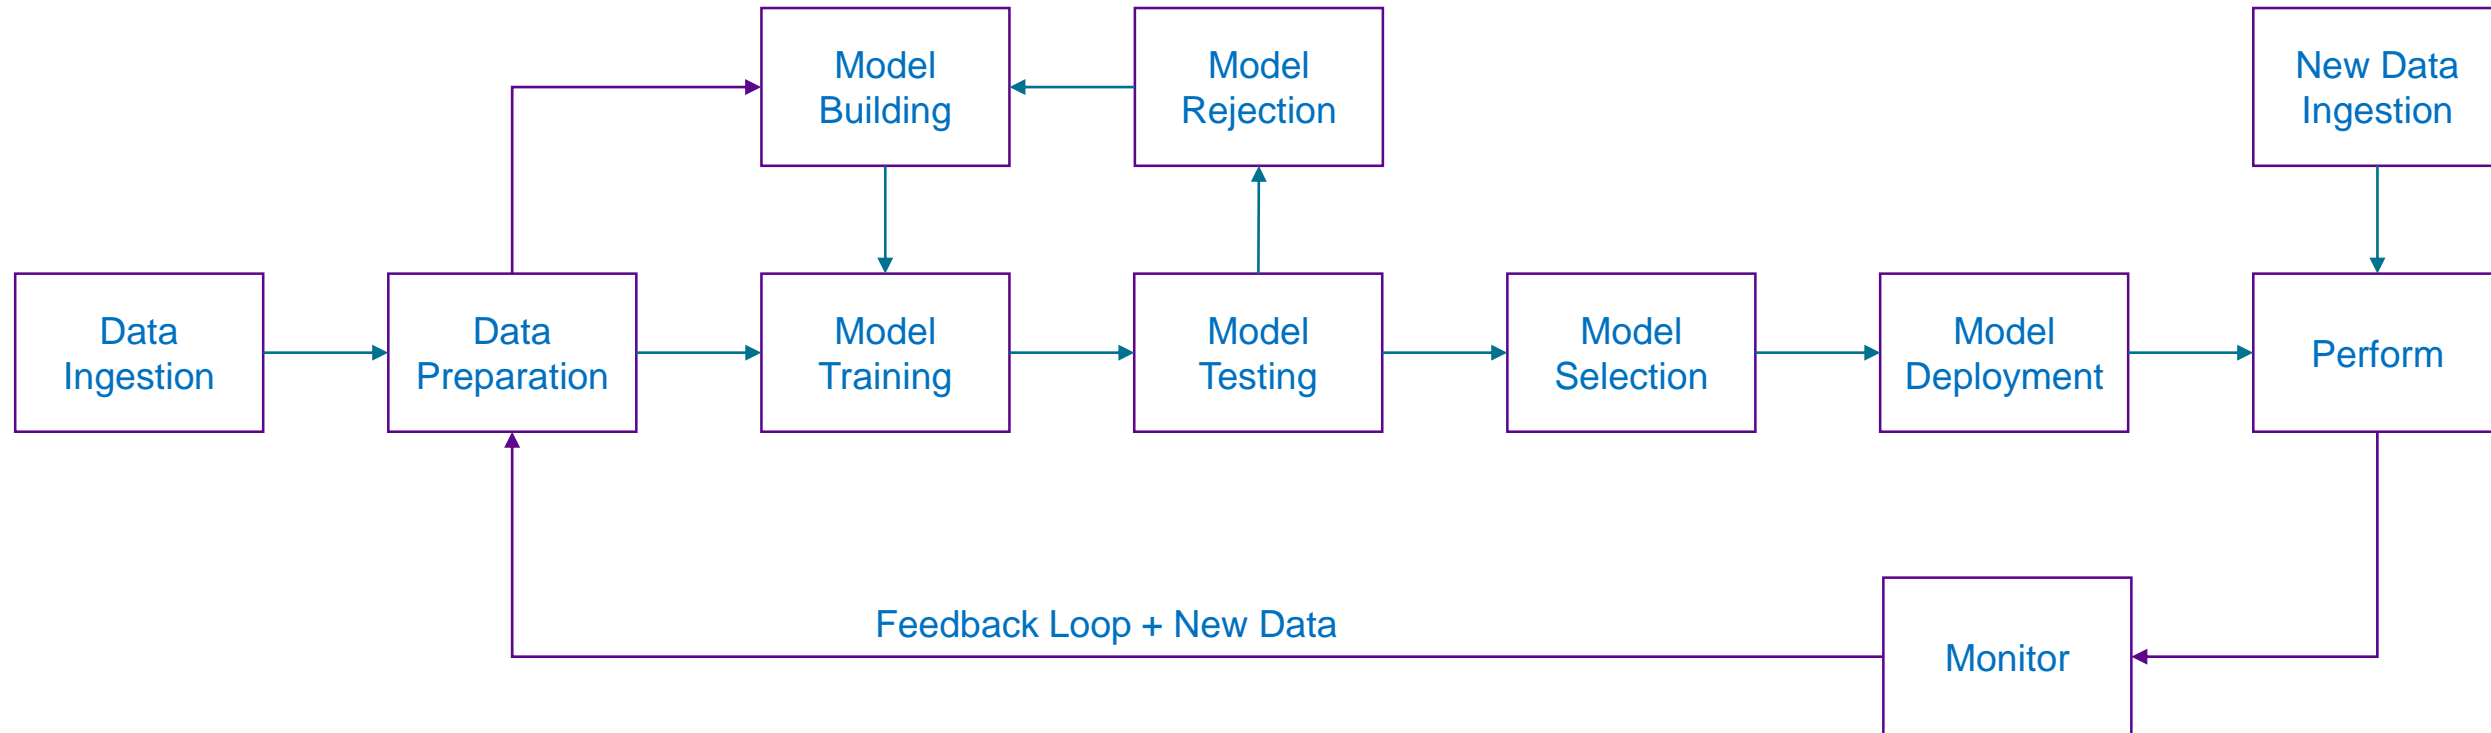 Model
Building
Model
Rejection
New Data
Ingestion
Data
Ingestion
Data
Preparation
Model
Training
Model
Testing
Model
Selection
Model
Deployment
Perform
Feedback Loop + New Data
Monitor